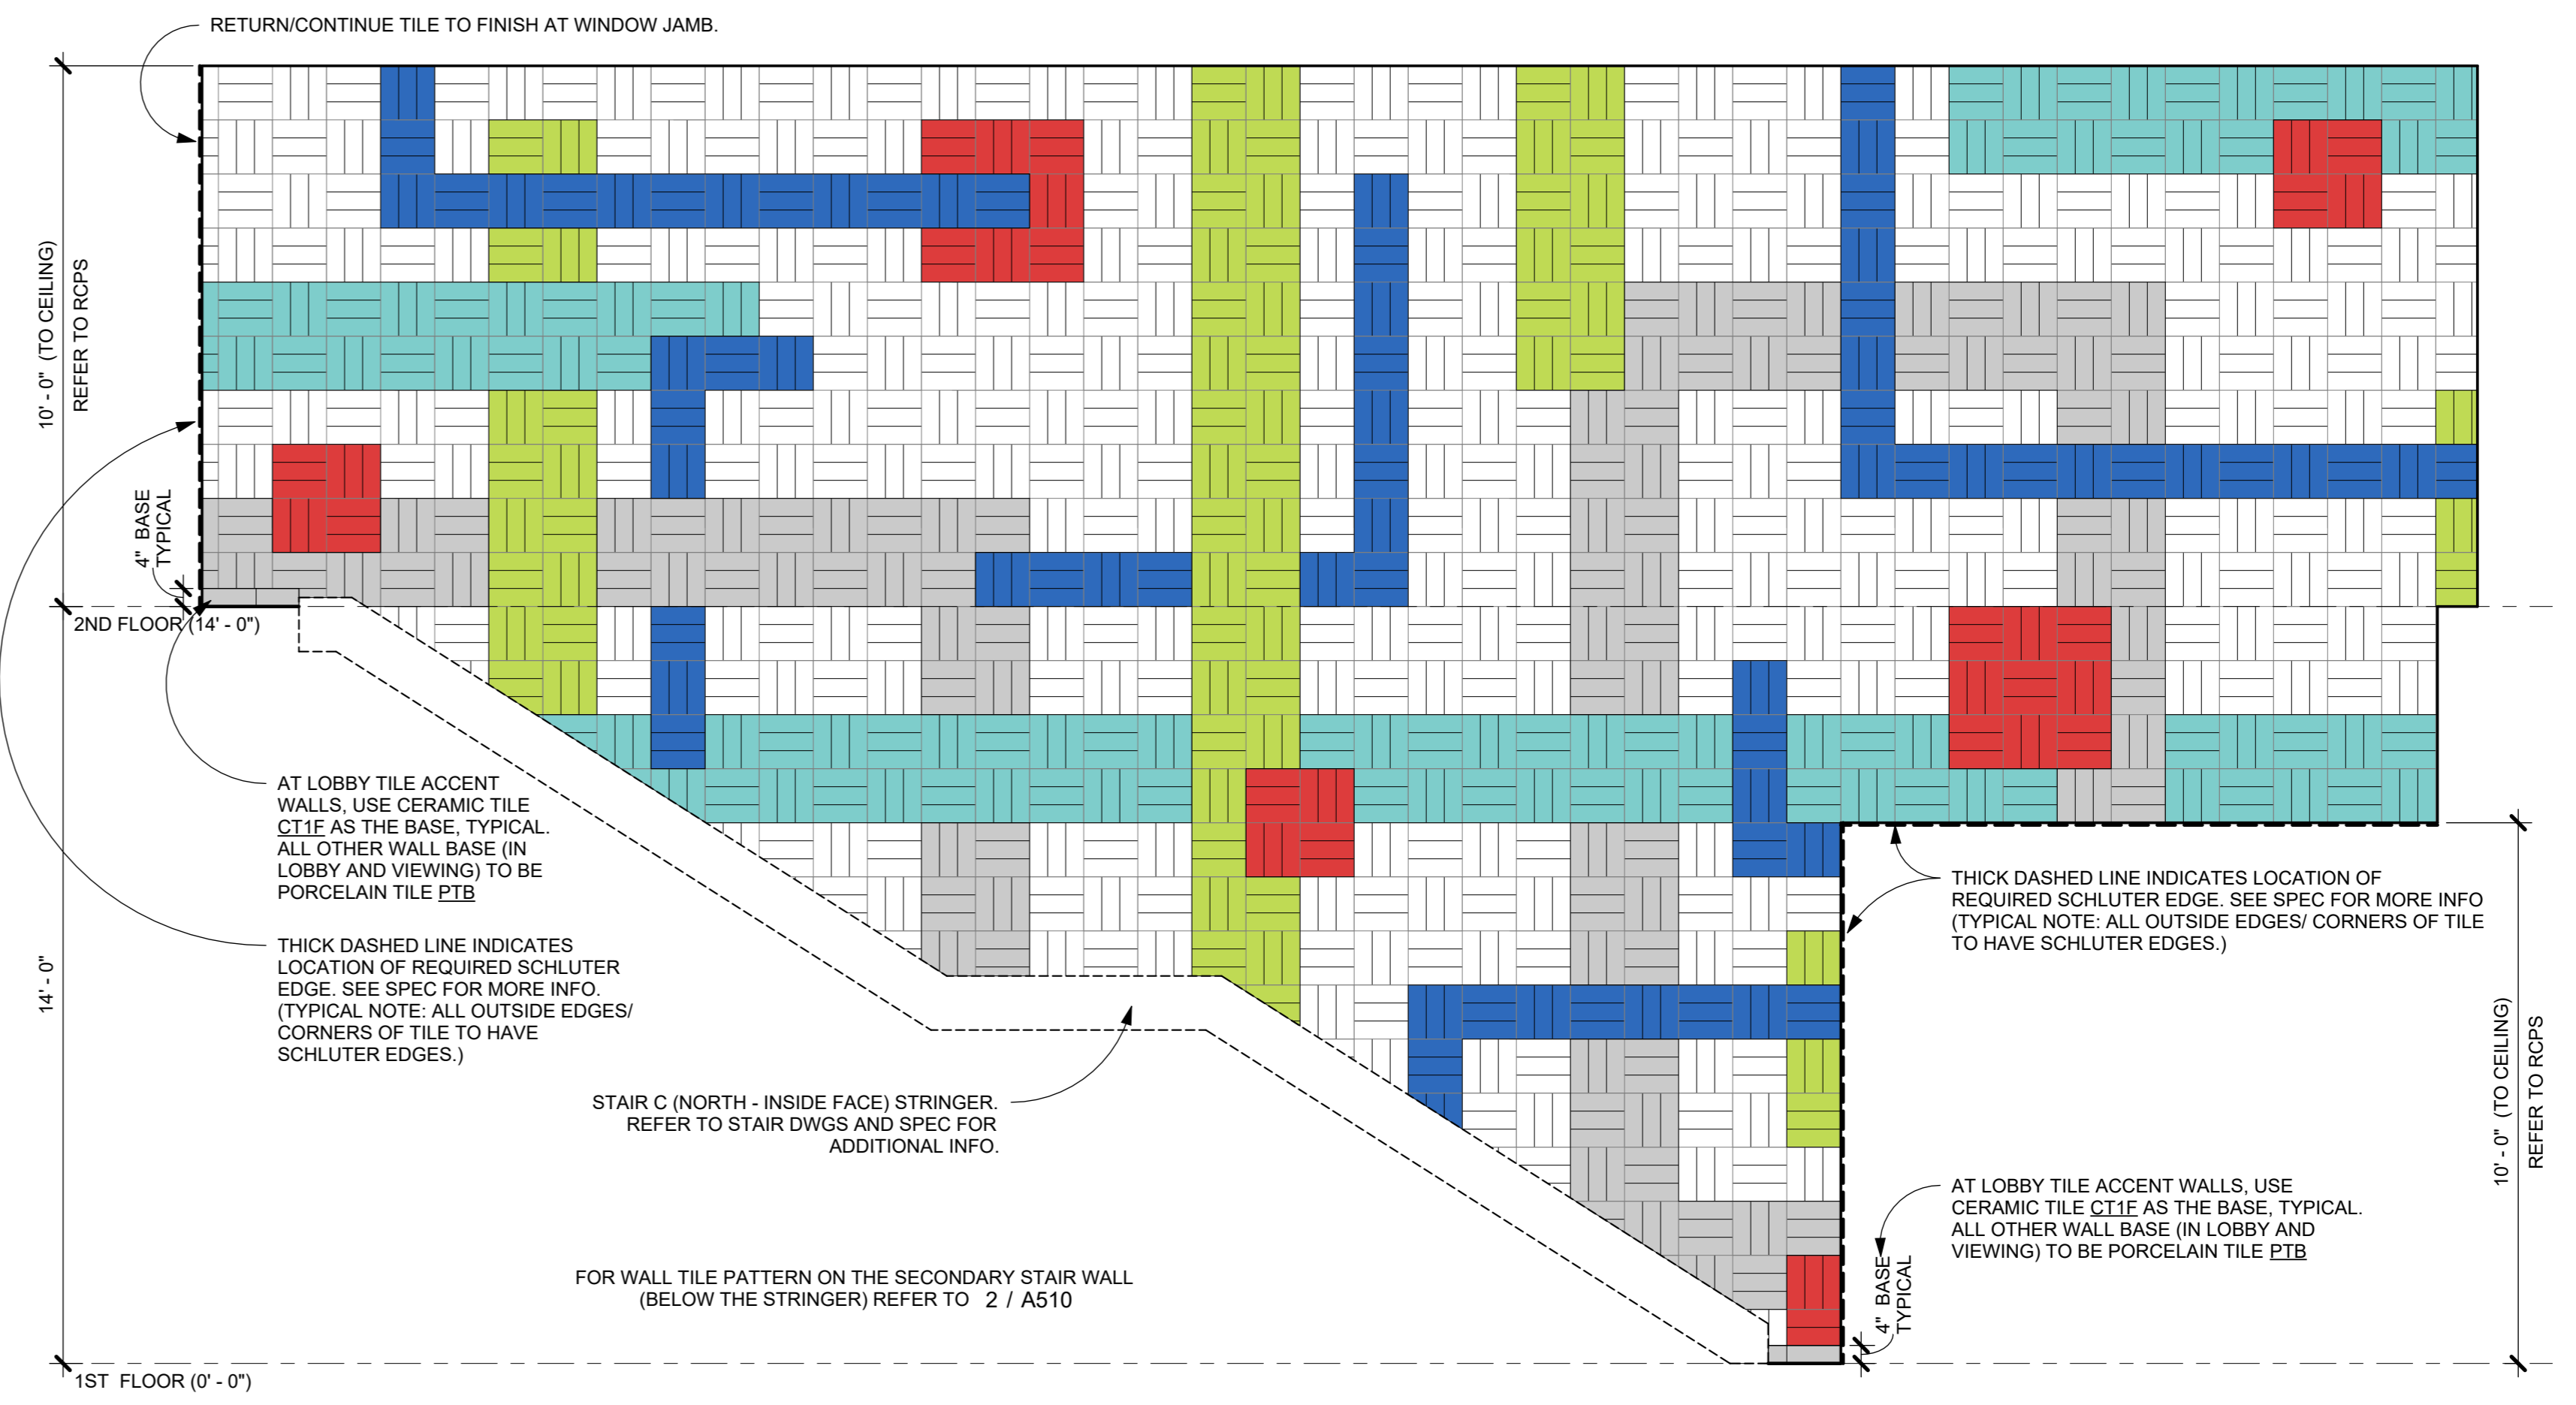 RETURN/CONTINUE TILE TO FINISH AT WINDOW JAMB.
10' - 0" (TO CEILING)
REFER TO RCPS
4" BASE
TYPICAL
2ND FLOOR (14' - 0")
AT LOBBY TILE ACCENT
WALLS, USE CERAMIC TILE
CT1F AS THE BASE, TYPICAL.
ALL OTHER WALL BASE (IN
LOBBY AND VIEWING) TO BE
PORCELAIN TILE PTB
THICK DASHED LINE INDICATES
LOCATION OF REQUIRED SCHLUTER
EDGE. SEE SPEC FOR MORE INFO.
(TYPICAL NOTE: ALL OUTSIDE EDGES/
CORNERS OF TILE TO HAVE
SCHLUTER EDGES.)
14' - 0"
STAIR C (NORTH - INSIDE FACE) STRINGER.
REFER TO STAIR DWGS AND SPEC FOR
ADDITIONAL INFO.
FOR WALL TILE PATTERN ON THE SECONDARY STAIR WALL
(BELOW THE STRINGER) REFER TO 2 / A510
1ST FLOOR (0' - 0")
THICK DASHED LINE INDICATES LOCATION OF
REQUIRED SCHLUTER EDGE. SEE SPEC FOR MORE INFO
(TYPICAL NOTE: ALL OUTSIDE EDGES/ CORNERS OF TILE
TO HAVE SCHLUTER EDGES.)
AT LOBBY TILE ACCENT WALLS, USE
CERAMIC TILE CT1F AS THE BASE, TYPICAL.
ALL OTHER WALL BASE (IN LOBBY AND
VIEWING) TO BE PORCELAIN TILE PTB
4" BASE
TYPICAL
10' - 0" (TO CEILING)
REFER TO RCPS